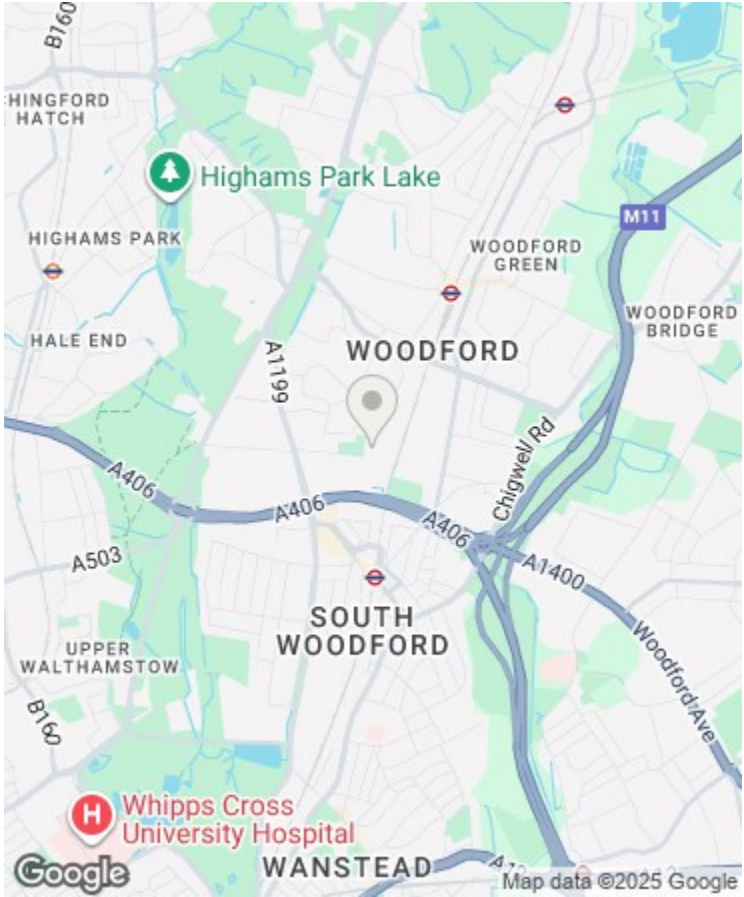 B160
CHINGFORD
HATCH
Highams Park Lake
M11
HIGHAMS PARK
WOODFORD
GREEN
WOODFORD
BRIDGE
HALE END
A1199
WOODFORD
Chigwell Rd
A406
A406
A406
A503
A1400
SOUTH
WOODFORD
UPPER
WALTHAMSTOW
Woodford Ave
B160
H
Whipps Cross
University Hospital
WANSTEAD
Google
Map data ©2025 Google